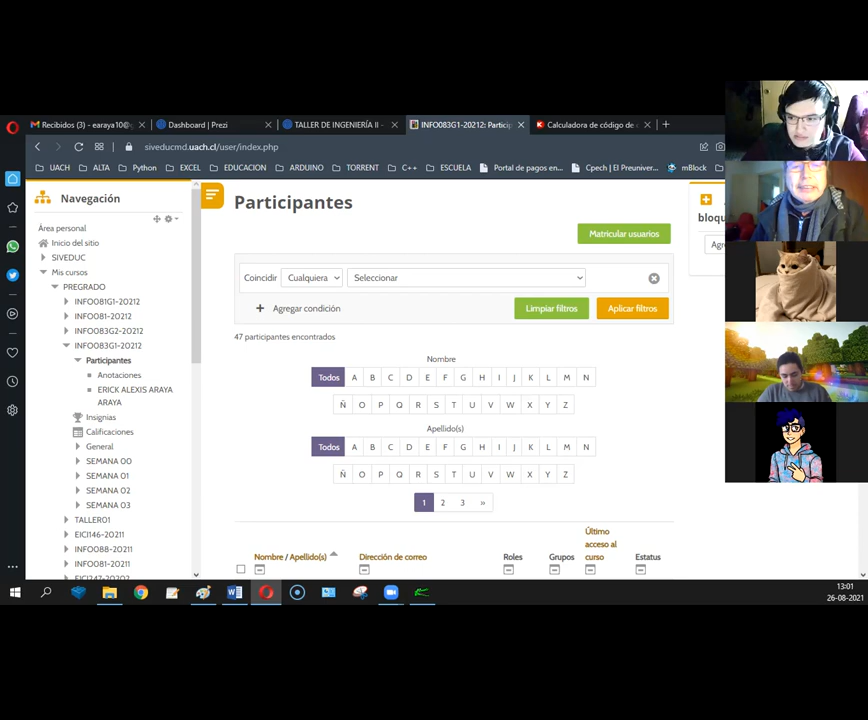 Recibidos (3) - earaya10@
Dashboard | Prezi
TALLER DE INGENIERÍA II -
INFO083G1-20212: Particip
Calculadora de código de
siveducmd.uach.cl/user/index.php
UACH
ALTA
Python
EXCEL
EDUCACION
ARDUINO
TORRENT
C++
ESCUELA
Portal de pagos en...
Cpech | El Preuniver...
mBlock
Navegación
Área personal
Inicio del sitio
SIVEDUC
Mis cursos
PREGRADO
INFO081G1-20212
INFO081-20212
INFO083G2-20212
INFO083G1-20212
Participantes
Anotaciones
ERICK ALEXIS ARAYA
ARAYA
Insignias
Calificaciones
General
SEMANA 00
SEMANA 01
SEMANA 02
SEMANA 03
TALLER01
EICI146-20211
INFO088-20211
INFO081-20211
EICI247-20202
Participantes
Matricular usuarios
Coincidir Cualquiera Seleccionar
Agregar condición
Limpiar filtros
Aplicar filtros
47 participantes encontrados
Nombre
Todos A B C D E F G H I J K L M N
Ñ O P Q R S T U V W X Y Z
Apellido(s)
Todos A B C D E F G H I J K L M N
Ñ O P Q R S T U V W X Y Z
1 2 3 »
Nombre / Apellido(s)
Dirección de correo
Roles
Grupos
Último
acceso al
curso
Estatus
bloqu
Agre
13:01
26-08-2021